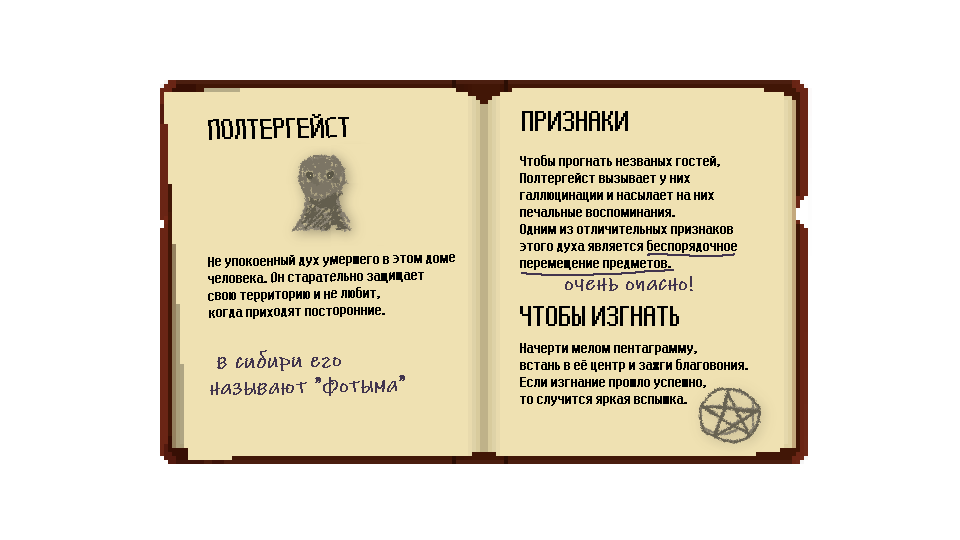 ПОЛТЕРГЕЙСТ
Не упокоенный дух умершего в этом доме
человека. Он старательно защищает
свою территорию и не любит,
когда приходят посторонние.
в сибири его
называют "фотыма"
ПРИЗНАКИ
Чтобы прогнать незваных гостей,
Полтергейст вызывает у них
галлюцинации и насылает на них
печальные воспоминания.
Одним из отличительных признаков
этого духа является беспорядочное
перемещение предметов.
очень опасно!
ЧТОБЫ ИЗГНАТЬ
Начерти мелом пентаграмму,
встань в её центр и зажги благовония.
Если изгнание прошло успешно,
то случится яркая вспышка.